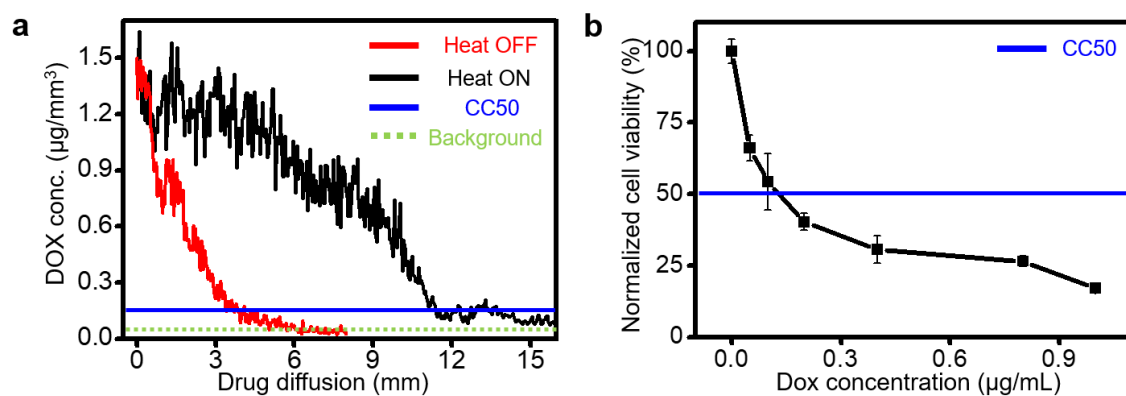 a
DOX conc. (µg/mm³)
1.5
1.2
0.9
0.6
0.3
0.0
0
3
6
9
12
15
Drug diffusion (mm)
Heat OFF
Heat ON
CC50
Background
b
Normalized cell viability (%)
100
75
50
25
0
0.0
0.3
0.6
0.9
Dox concentration (µg/mL)
CC50